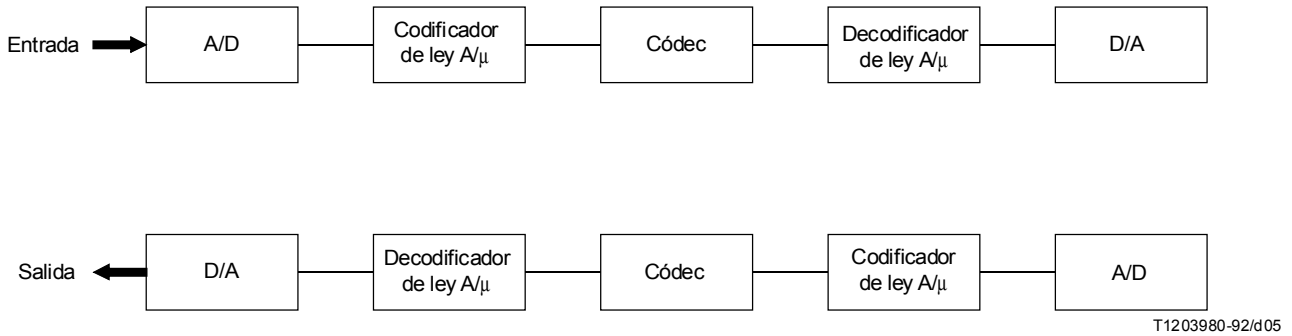 Entrada
A/D
Codificador
de ley A/μ
Códec
Decodificador
de ley A/μ
D/A
Salida
D/A
Decodificador
de ley A/μ
Códec
Codificador
de ley A/μ
A/D
T1203980-92/d05